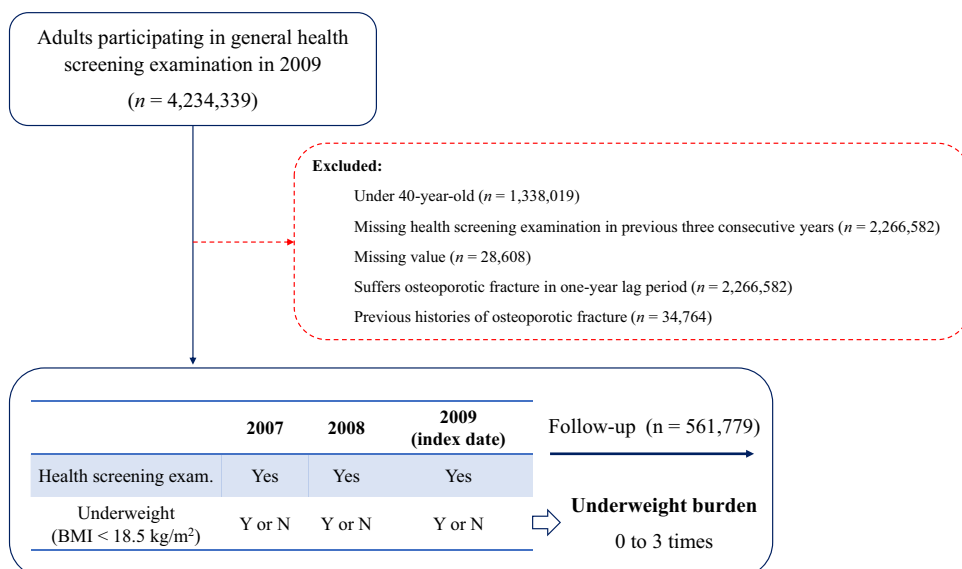 Adults participating in general health
screening examination in 2009
(n = 4,234,339)
Excluded:
Under 40-year-old (n = 1,338,019)
Missing health screening examination in previous three consecutive years (n = 2,266,582)
Missing value (n = 28,608)
Suffers osteoporotic fracture in one-year lag period (n = 2,266,582)
Previous histories of osteoporotic fracture (n = 34,764)
2007 2008 2009
(index date)
Health screening exam. Yes Yes Yes
Underweight
(BMI < 18.5 kg/m²) Y or N Y or N Y or N
Follow-up (n = 561,779)
Underweight burden
0 to 3 times